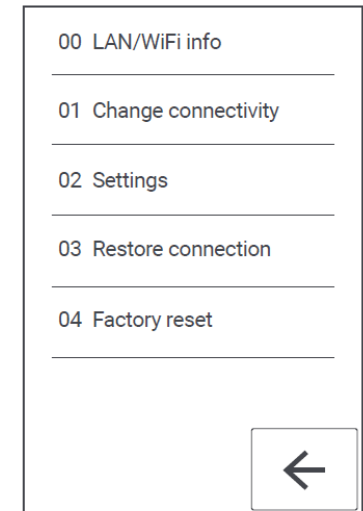 00 LAN/WiFi info
01 Change connectivity
02 Settings
03 Restore connection
04 Factory reset